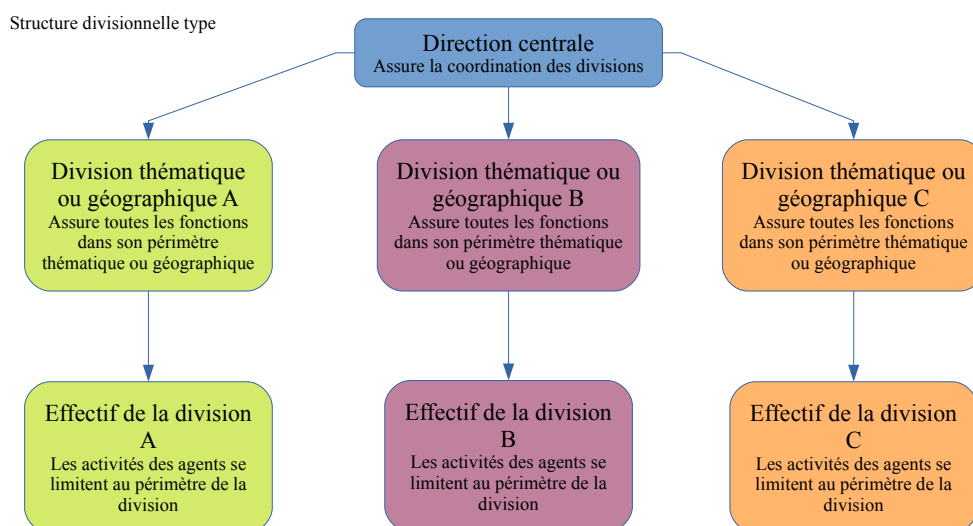 Structure divisionnelle type
Direction centrale
Assure la coordination des divisions
Division thématique
ou géographique A
Assure toutes les fonctions
dans son périmètre
thématique ou géographique
Division thématique ou
géographique B
Assure toutes les fonctions
dans son périmètre thématique
ou géographique
Division thématique ou
géographique C
Assure toutes les fonctions
dans son périmètre thématique
ou géographique
Effectif de la division
A
Les activités des agents se
limitent au périmètre de la
division
Effectif de la division
B
Les activités des agents se
limitent au périmètre de la
division
Effectif de la division
C
Les activités des agents se
limitent au périmètre de la
division